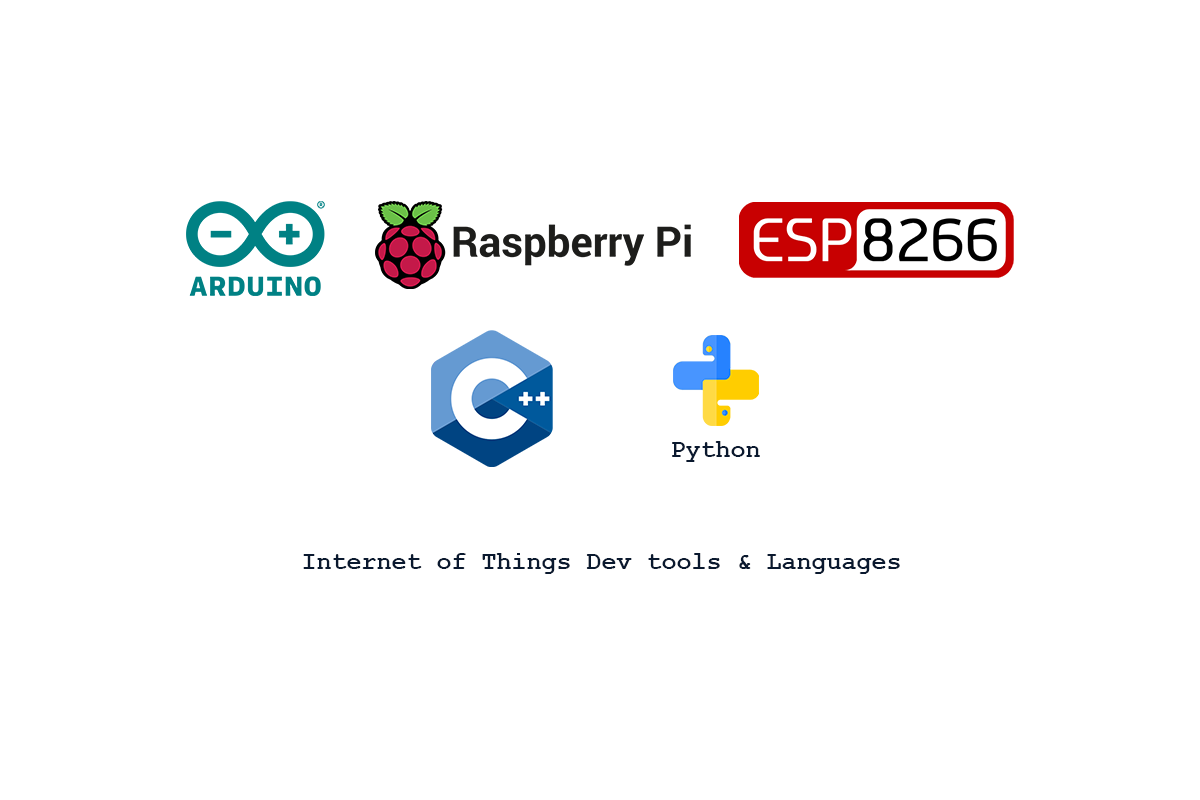 ARDUINO
®
Raspberry Pi
ESP8266
C++
Python
Internet of Things Dev tools & Languages